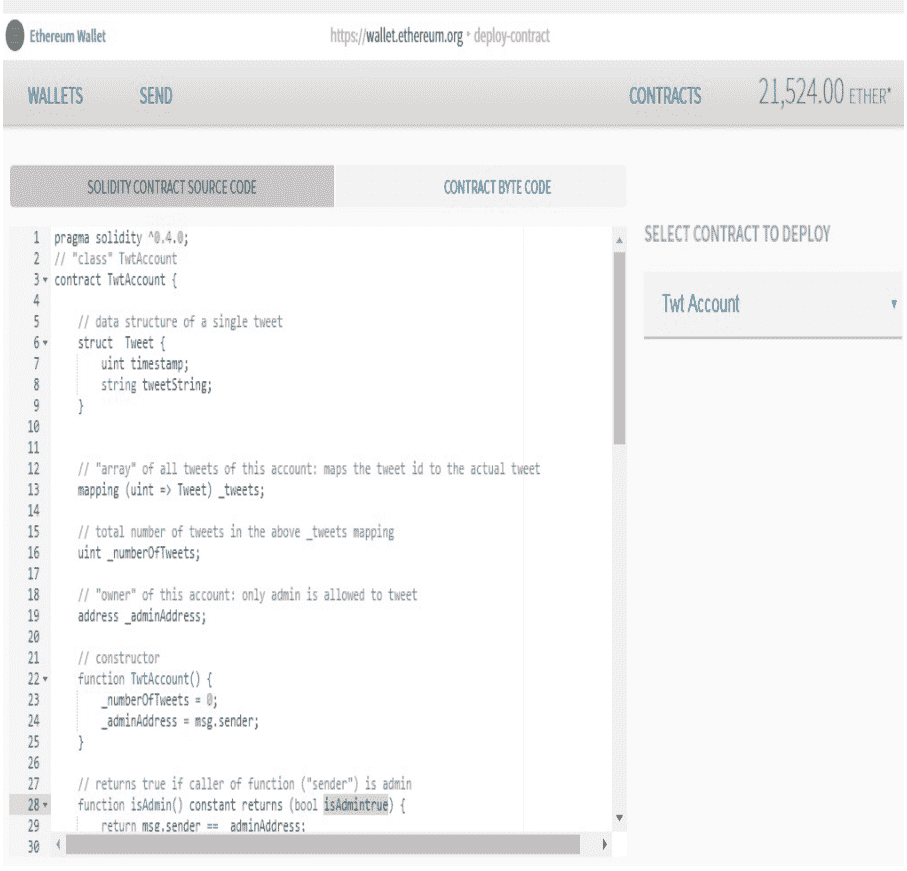 Ethereum Wallet
https://wallet.ethereum.org ‣ deploy-contract
WALLETS SEND CONTRACTS 21,524.00 ETHER*
SOLIDITY CONTRACT SOURCE CODE CONTRACT BYTE CODE
SELECT CONTRACT TO DEPLOY
Twt Account
1 pragma solidity ^0.4.0;
2 // "class" TwtAccount
3 contract TwtAccount {
4
5 // data structure of a single tweet
6 struct Tweet {
7 uint timestamp;
8 string tweetString;
9 }
10
11
12 // "array" of all tweets of this account: maps the tweet id to the actual tweet
13 mapping (uint => Tweet) _tweets;
14
15 // total number of tweets in the above _tweets mapping
16 uint _numberOfTweets;
17
18 // "owner" of this account: only admin is allowed to tweet
19 address _adminAddress;
20
21 // constructor
22 function TwtAccount() {
23 _numberOfTweets = 0;
24 _adminAddress = msg.sender;
25 }
26
27 // returns true if caller of function ("sender") is admin
28 function isAdmin() constant returns (bool isAdmintrue) {
29 return msg.sender == _adminAddress;
30